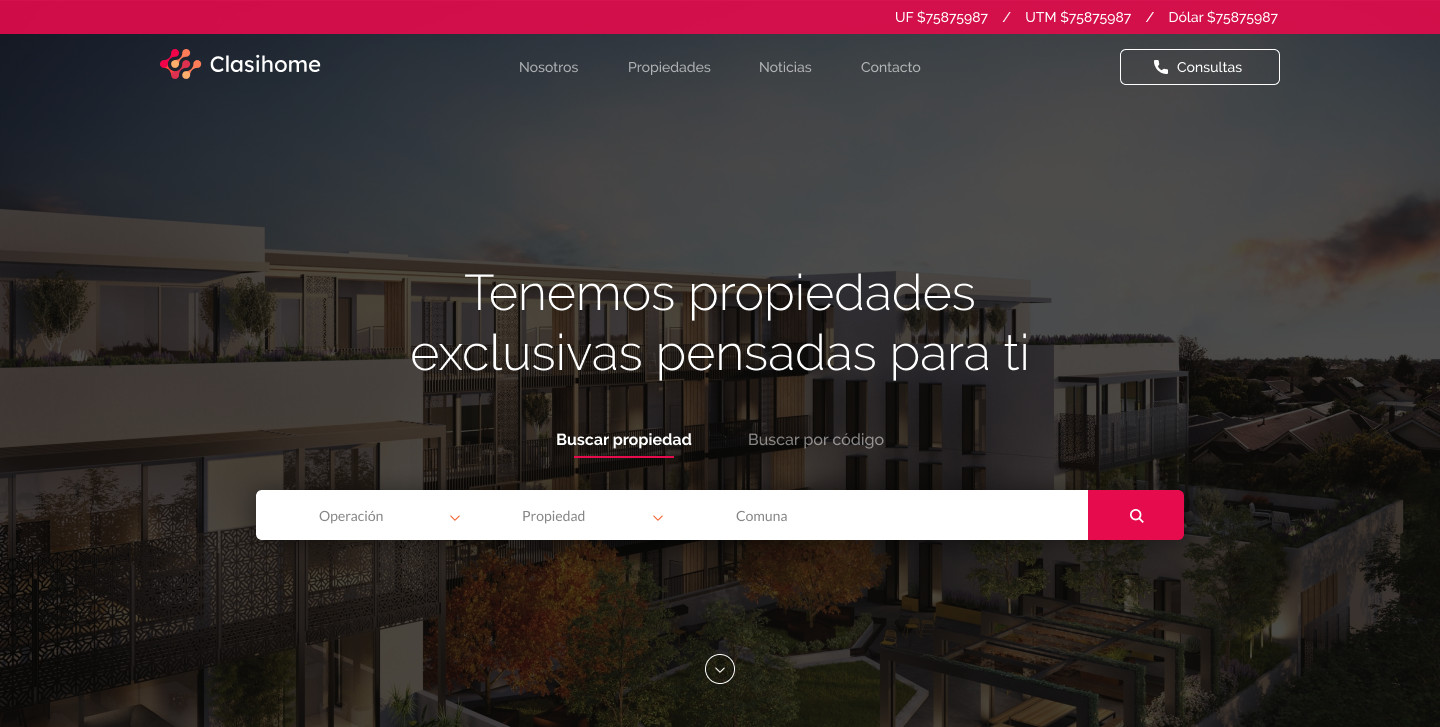 UF $75875987 / UTM $75875987 / Dólar $75875987
Clasihome
Nosotros Propiedades Noticias Contacto
Consultas
Tenemos propiedades
exclusivas pensadas para ti
Buscar propiedad Buscar por código
Operación Propiedad Comuna